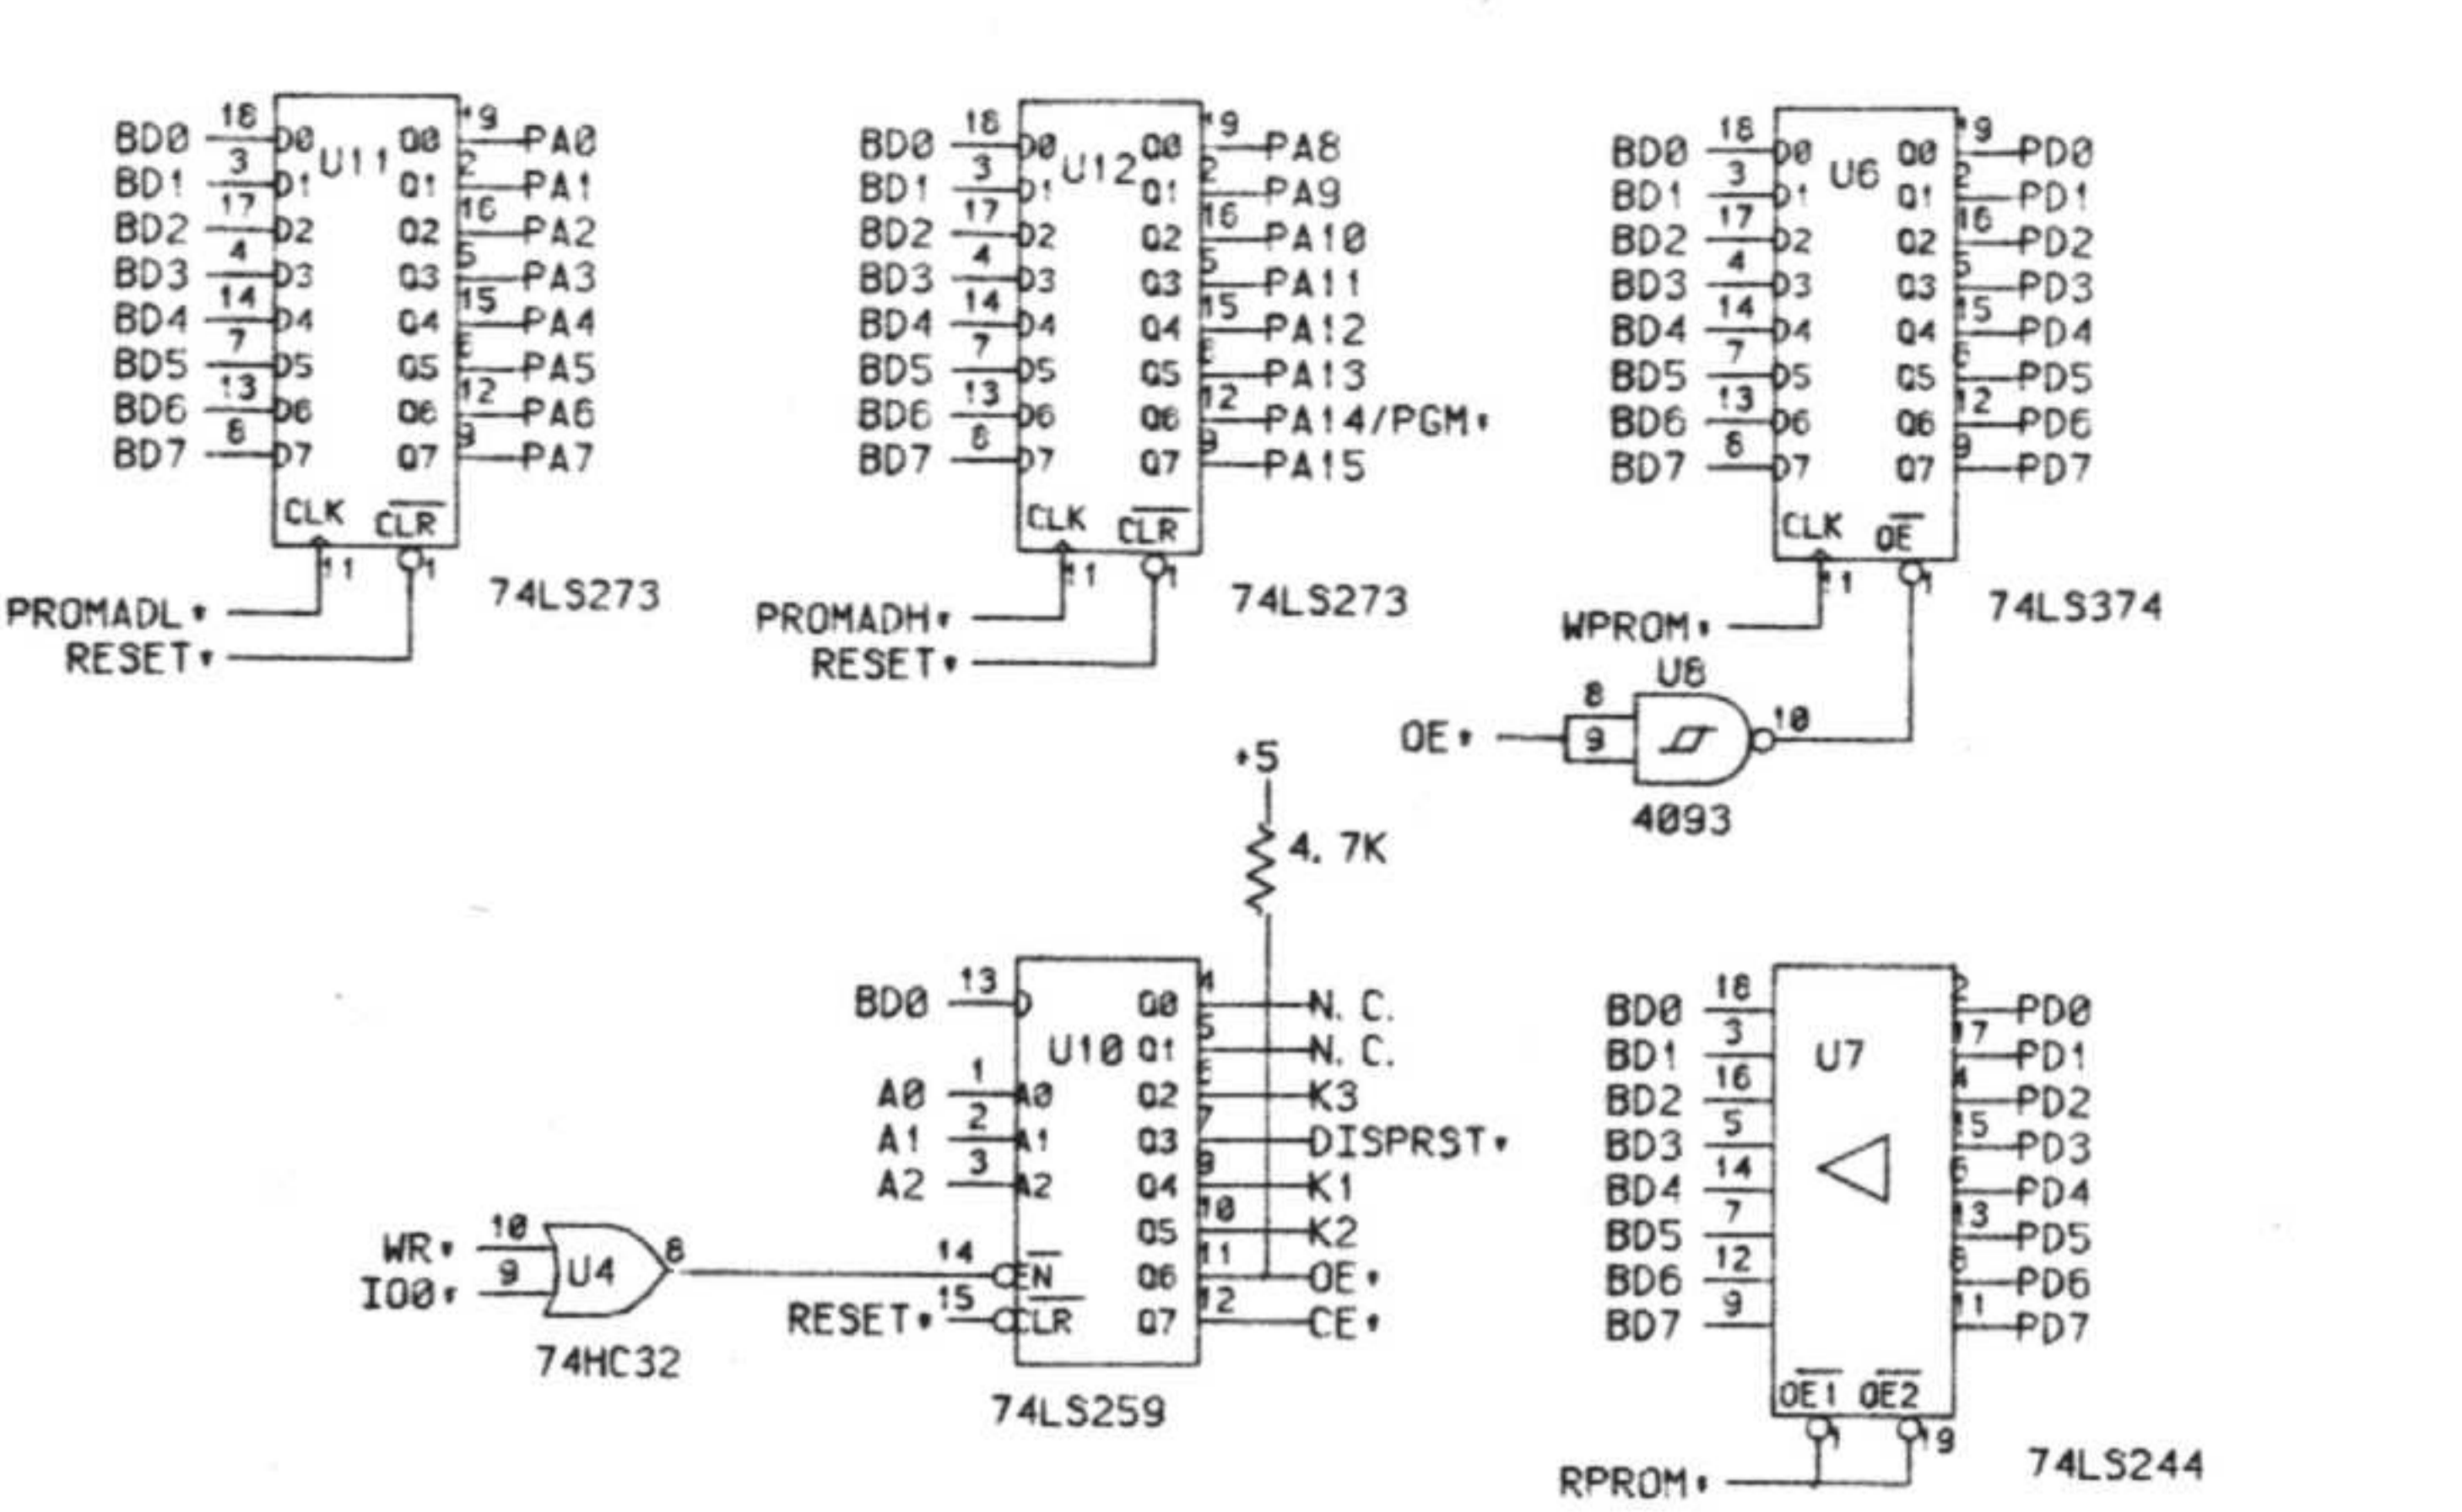 18 19
BD0 D0 U11 Q0 PA0
3 2
BD1 D1 Q1 PA1
17 16
BD2 D2 Q2 PA2
4 5
BD3 D3 Q3 PA3
14 15
BD4 D4 Q4 PA4
7 6
BD5 D5 Q5 PA5
13 12
BD6 D6 Q6 PA6
8 9
BD7 D7 Q7 PA7
CLK CLR
11 1
74LS273
PROMADL*
RESET*
18 19
BD0 D0 U12 Q0 PA8
3 2
BD1 D1 Q1 PA9
17 16
BD2 D2 Q2 PA10
4 5
BD3 D3 Q3 PA11
14 15
BD4 D4 Q4 PA12
7 6
BD5 D5 Q5 PA13
13 12
BD6 D6 Q6 PA14/PGM*
8 9
BD7 D7 Q7 PA15
CLK CLR
11 1
74LS273
PROMADH*
RESET*
18 19
BD0 D0 U6 Q0 PD0
3 2
BD1 D1 Q1 PD1
17 16
BD2 D2 Q2 PD2
4 5
BD3 D3 Q3 PD3
14 15
BD4 D4 Q4 PD4
7 6
BD5 D5 Q5 PD5
13 12
BD6 D6 Q6 PD6
8 9
BD7 D7 Q7 PD7
CLK OE
11 1
74LS374
WPROM*
U8
8
OE* 9 10
4093
+5
4.7K
13 4
BD0 D Q0 N.C.
5
U10 Q1 N.C.
1 6
A0 A0 Q2 K3
2 7
A1 A1 Q3 DISPRST*
3 9
A2 A2 Q4 K1
10
Q5 K2
14 11
EN Q6 OE*
15 12
RESET* CLR Q7 CE*
74LS259
WR* 10
U4 8
IO0* 9
74HC32
18 2
BD0 PD0
3 17
BD1 U7 PD1
16 4
BD2 PD2
5 15
BD3 PD3
14 6
BD4 PD4
7 13
BD5 PD5
12 8
BD6 PD6
9 11
BD7 PD7
OE1 OE2
1 19
74LS244
RPROM*